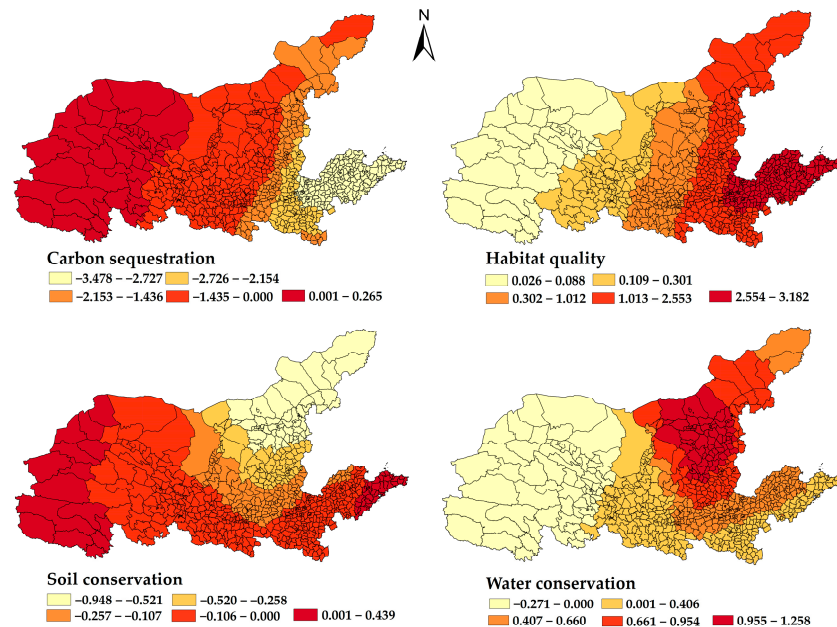 N
Carbon sequestration
−3.478 – −2.727 −2.726 – −2.154
−2.153 – −1.436 −1.435 – 0.000 0.001 – 0.265
Habitat quality
0.026 – 0.088 0.109 – 0.301
0.302 – 1.012 1.013 – 2.553 2.554 – 3.182
Soil conservation
−0.948 – −0.521 −0.520 – −0.258
−0.257 – −0.107 −0.106 – 0.000 0.001 – 0.439
Water conservation
−0.271 – 0.000 0.001 – 0.406
0.407 – 0.660 0.661 – 0.954 0.955 – 1.258